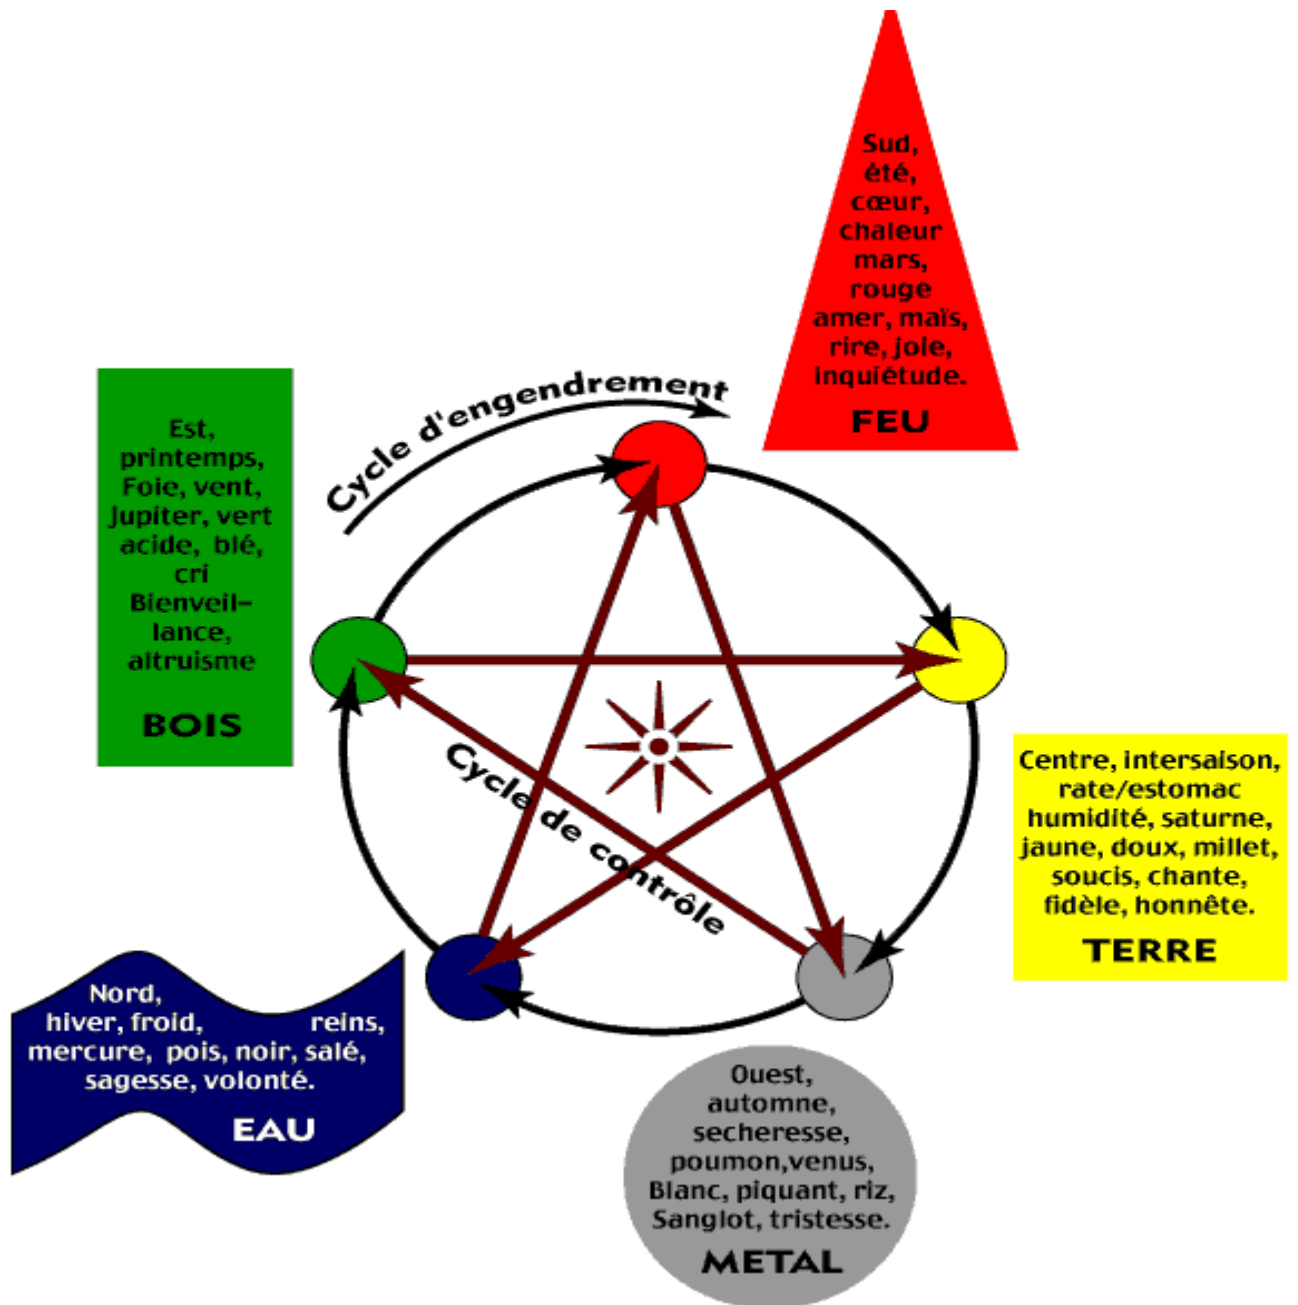 Sud,
été,
cœur,
chaleur
mars,
rouge
amer, maïs,
rire, joie,
inquiétude.
FEU
Cycle d'engendrement
Est,
printemps,
Foie, vent,
Jupiter, vert
acide, blé,
cri
Bienveil-
lance,
altruisme
BOIS
Cycle de contrôle
Centre, intersaison,
rate/estomac
humidité, saturne,
jaune, doux, millet,
soucis, chante,
fidèle, honnête.
TERRE
Nord,
hiver, froid, reins,
mercure, pois, noir, salé,
sagesse, volonté.
EAU
Ouest,
automne,
secheresse,
poumon,venus,
Blanc, piquant, riz,
Sanglot, tristesse.
METAL